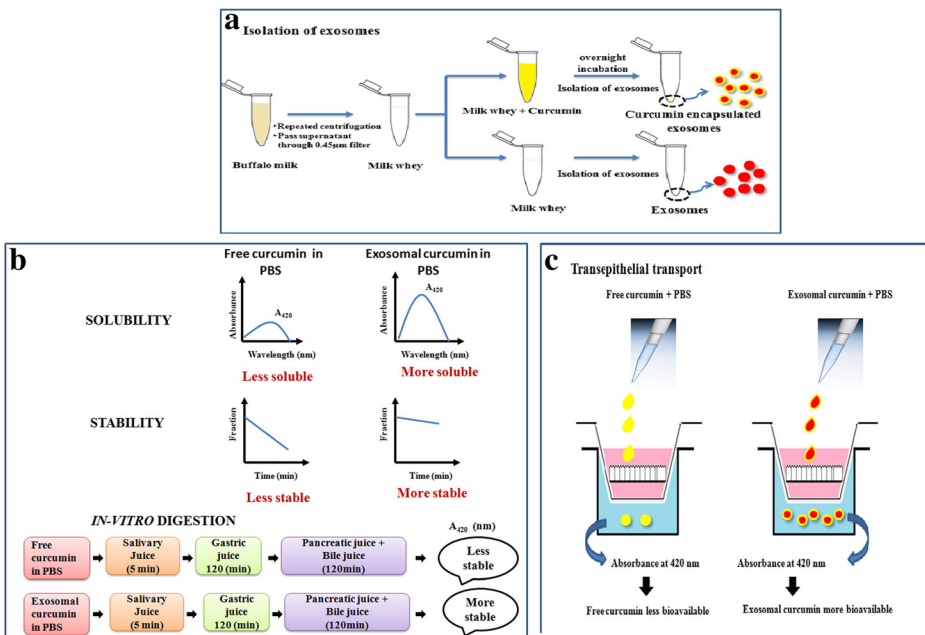 a
Isolation of exosomes
overnight
incubation
Isolation of exosomes
Milk whey + Curcumin
Curcumin encapsulated
exosomes
•Repeated centrifugation
•Pass supernatant
through 0.45µm filter
Buffalo milk
Milk whey
Isolation of exosomes
Milk whey
Exosomes
b
Free curcumin in
PBS
Exosomal curcumin in
PBS
SOLUBILITY
Absorbance
A420
Wavelength (nm)
Less soluble
Absorbance
A420
Wavelength (nm)
More soluble
STABILITY
Fraction
Time (min)
Less stable
Fraction
Time (min)
More stable
IN-VITRO DIGESTION
A420 (nm)
Free
curcumin
in PBS
Salivary
Juice
(5 min)
Gastric
juice
120 (min)
Pancreatic juice +
Bile juice
(120min)
Less
stable
Exosomal
curcumin
in PBS
Salivary
Juice
(5 min)
Gastric
juice
120 (min)
Pancreatic juice +
Bile juice
(120min)
More
stable
c
Transepithelial transport
Free curcumin + PBS
Exosomal curcumin + PBS
Absorbance at 420 nm
Absorbance at 420 nm
Free curcumin less bioavailable
Exosomal curcumin more bioavailable